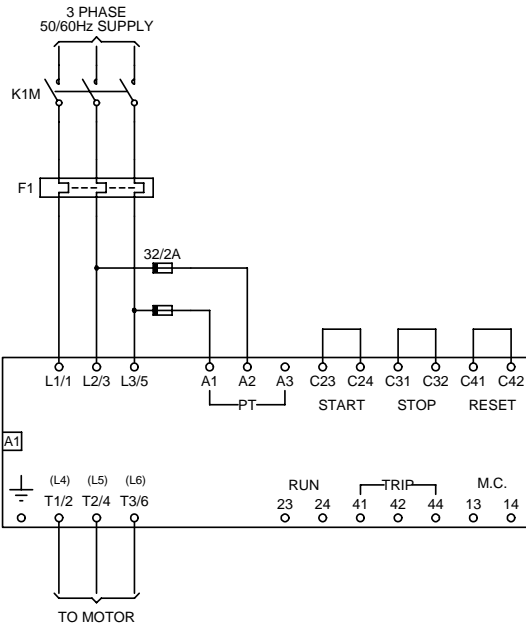 3 PHASE
50/60Hz SUPPLY
K1M
F1
32/2A
L1/1 L2/3 L3/5 A1 A2 A3 C23 C24 C31 C32 C41 C42
PT START STOP RESET
A1
(L4) (L5) (L6)
T1/2 T2/4 T3/6
RUN TRIP M.C.
23 24 41 42 44 13 14
TO MOTOR